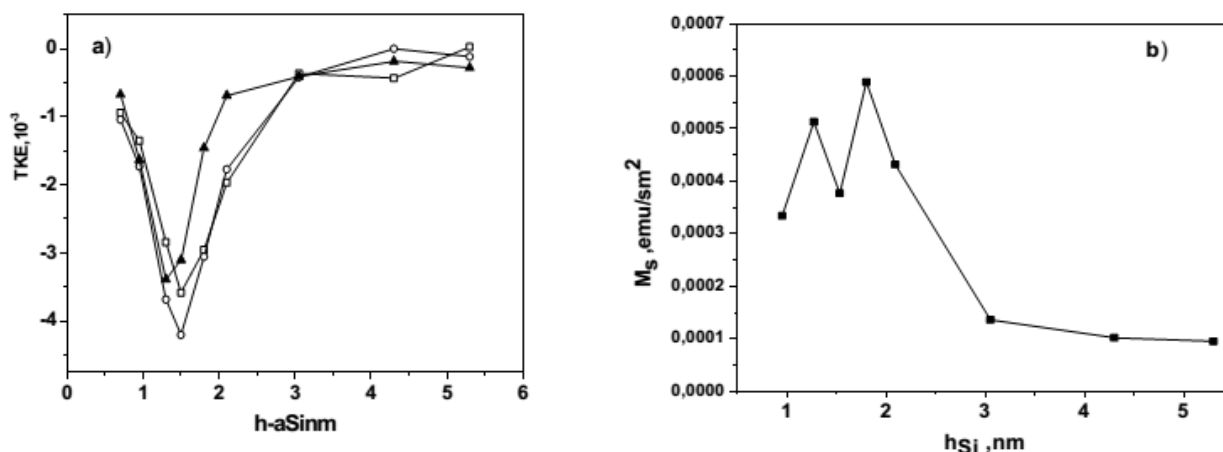 a)
0
-1
-2
-3
-4
TKE,10⁻³
0 1 2 3 4 5 6
h-aSinm
b)
0,0007
0,0006
0,0005
0,0004
0,0003
0,0002
0,0001
0,0000
Mₛ ,emu/sm²
1 2 3 4 5
hSi ,nm